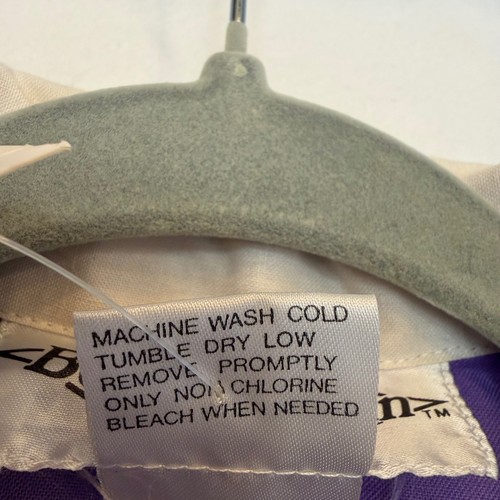 MACHINE WASH COLD
TUMBLE DRY LOW
REMOVE PROMPTLY
ONLY NON CHLORINE
BLEACH WHEN NEEDED